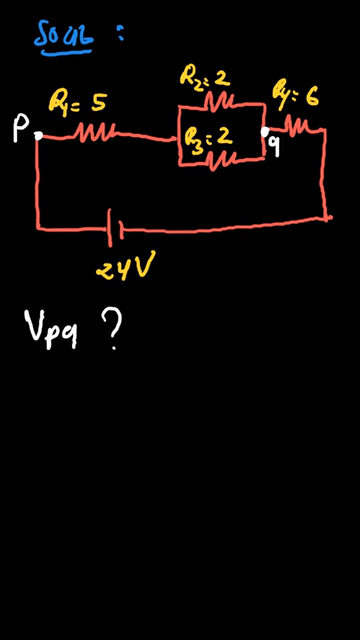 Soal :
R2=2
R4=6
R1=5
P
R3=2
q
24V
Vpq ?